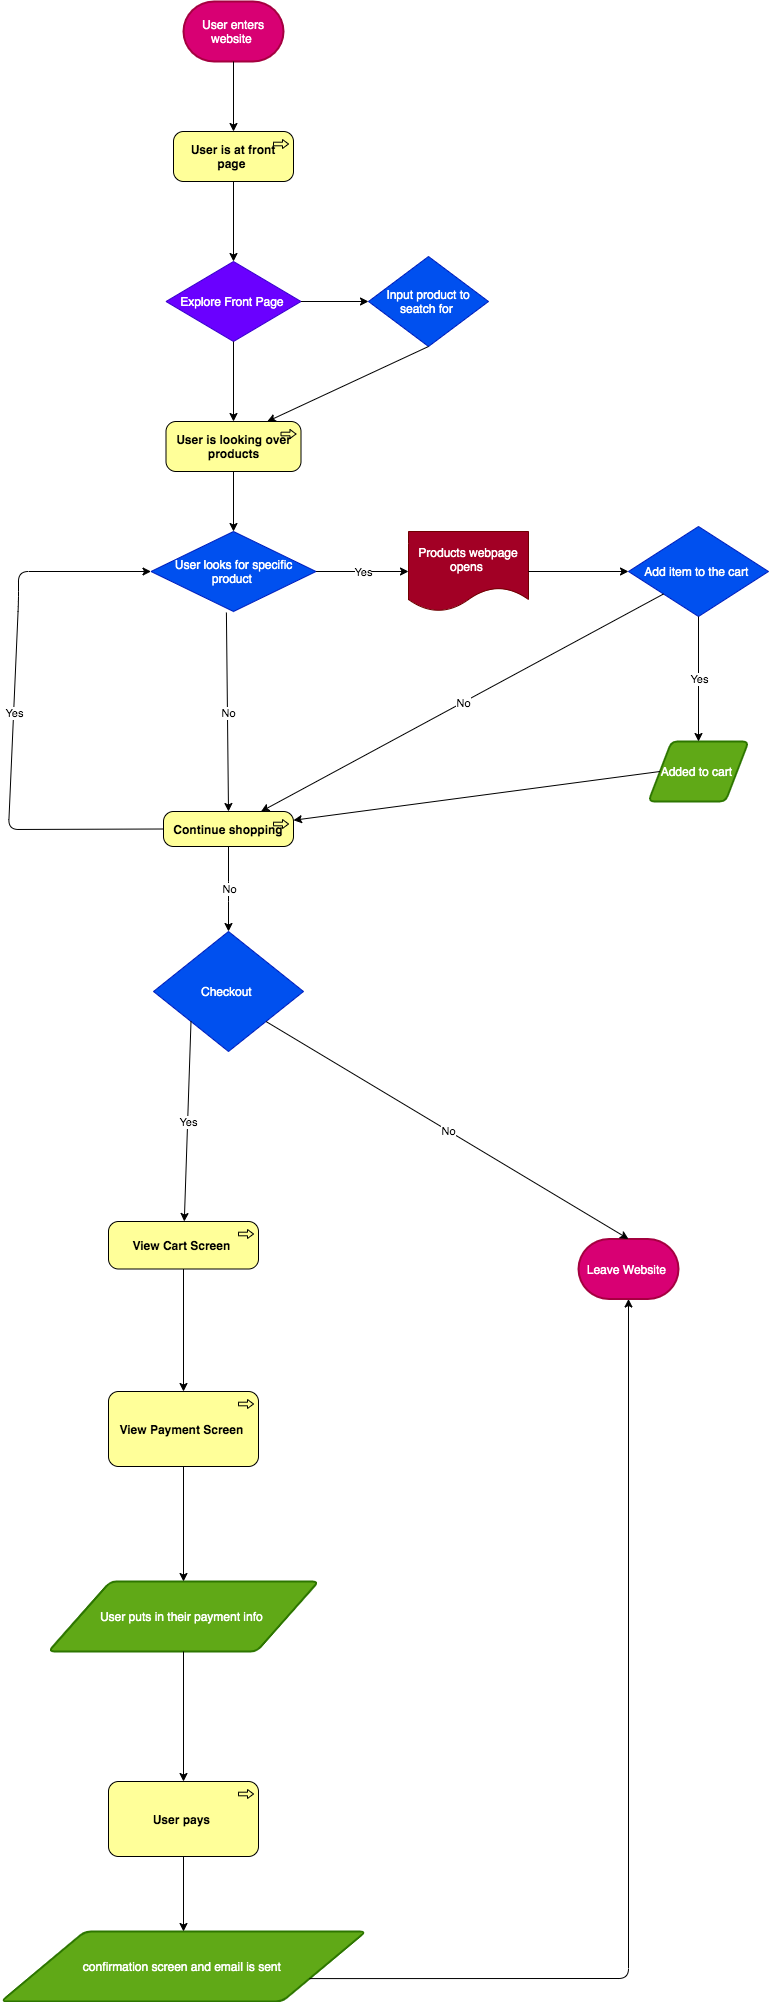 User enters
website
User is at front
page
Explore Front Page
Input product to
seatch for
User is looking over
products
User looks for specific
product
Yes
Products webpage
opens
Add item to the cart
Yes
No
No
Yes
Added to cart
Continue shopping
No
Checkout
Yes
No
View Cart Screen
Leave Website
View Payment Screen
User puts in their payment info
User pays
confirmation screen and email is sent